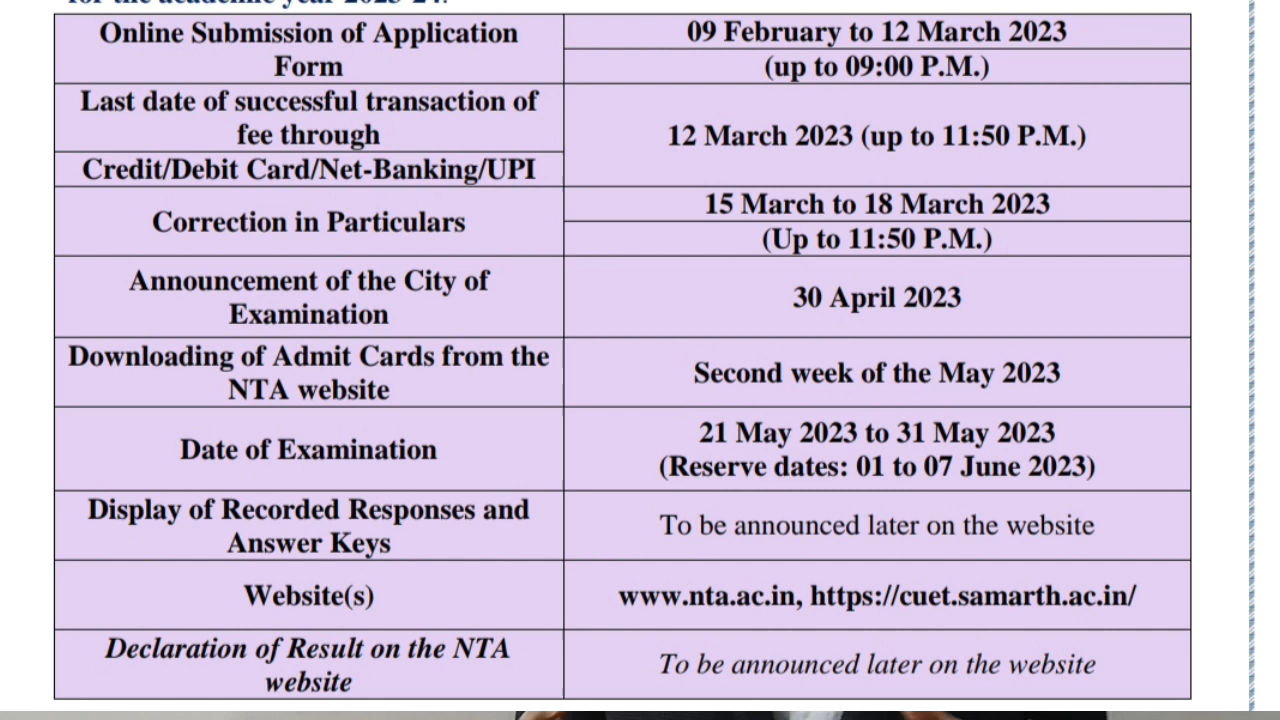 for the academic year 2023-24.
Online Submission of Application
Form
09 February to 12 March 2023
(up to 09:00 P.M.)
Last date of successful transaction of
fee through
Credit/Debit Card/Net-Banking/UPI
12 March 2023 (up to 11:50 P.M.)
Correction in Particulars
15 March to 18 March 2023
(Up to 11:50 P.M.)
Announcement of the City of
Examination
30 April 2023
Downloading of Admit Cards from the
NTA website
Second week of the May 2023
Date of Examination
21 May 2023 to 31 May 2023
(Reserve dates: 01 to 07 June 2023)
Display of Recorded Responses and
Answer Keys
To be announced later on the website
Website(s)
www.nta.ac.in, https://cuet.samarth.ac.in/
Declaration of Result on the NTA
website
To be announced later on the website